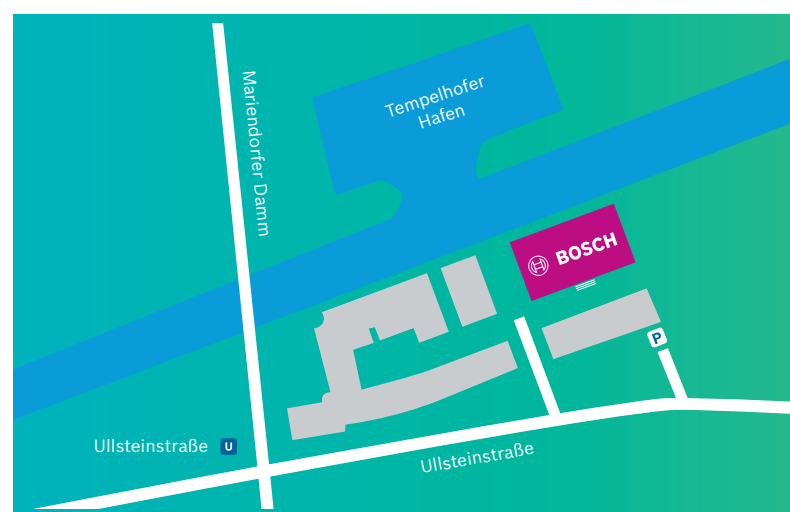 Mariendorfer Damm
Tempelhofer
Hafen
BOSCH
P
Ullsteinstraße U
Ullsteinstraße